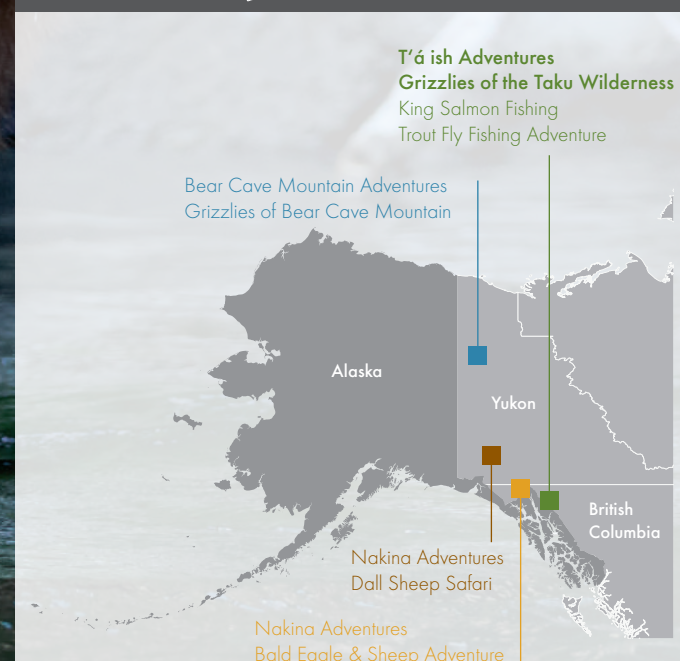 T'á ish Adventures
Grizzlies of the Taku Wilderness
King Salmon Fishing
Trout Fly Fishing Adventure
Bear Cave Mountain Adventures
Grizzlies of Bear Cave Mountain
Alaska
Yukon
British
Columbia
Nakina Adventures
Dall Sheep Safari
Nakina Adventures
Bald Eagle & Sheep Adventure